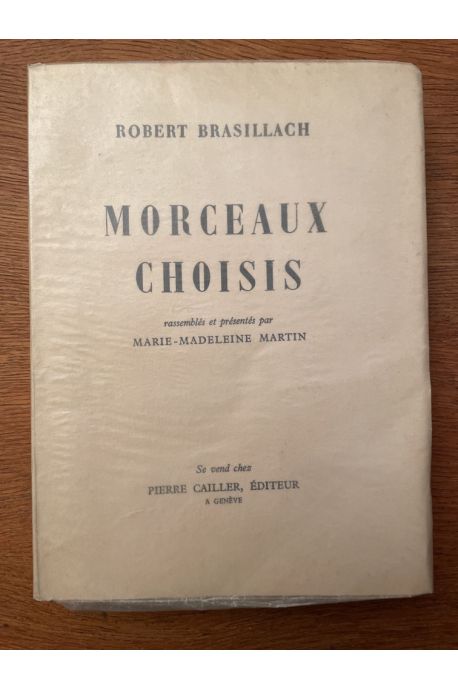 ROBERT BRASILLACH
MORCEAUX
CHOISIS
rassemblés et présentés par
MARIE-MADELEINE MARTIN
Se vend chez
PIERRE CAILLER, ÉDITEUR
A GENÈVE